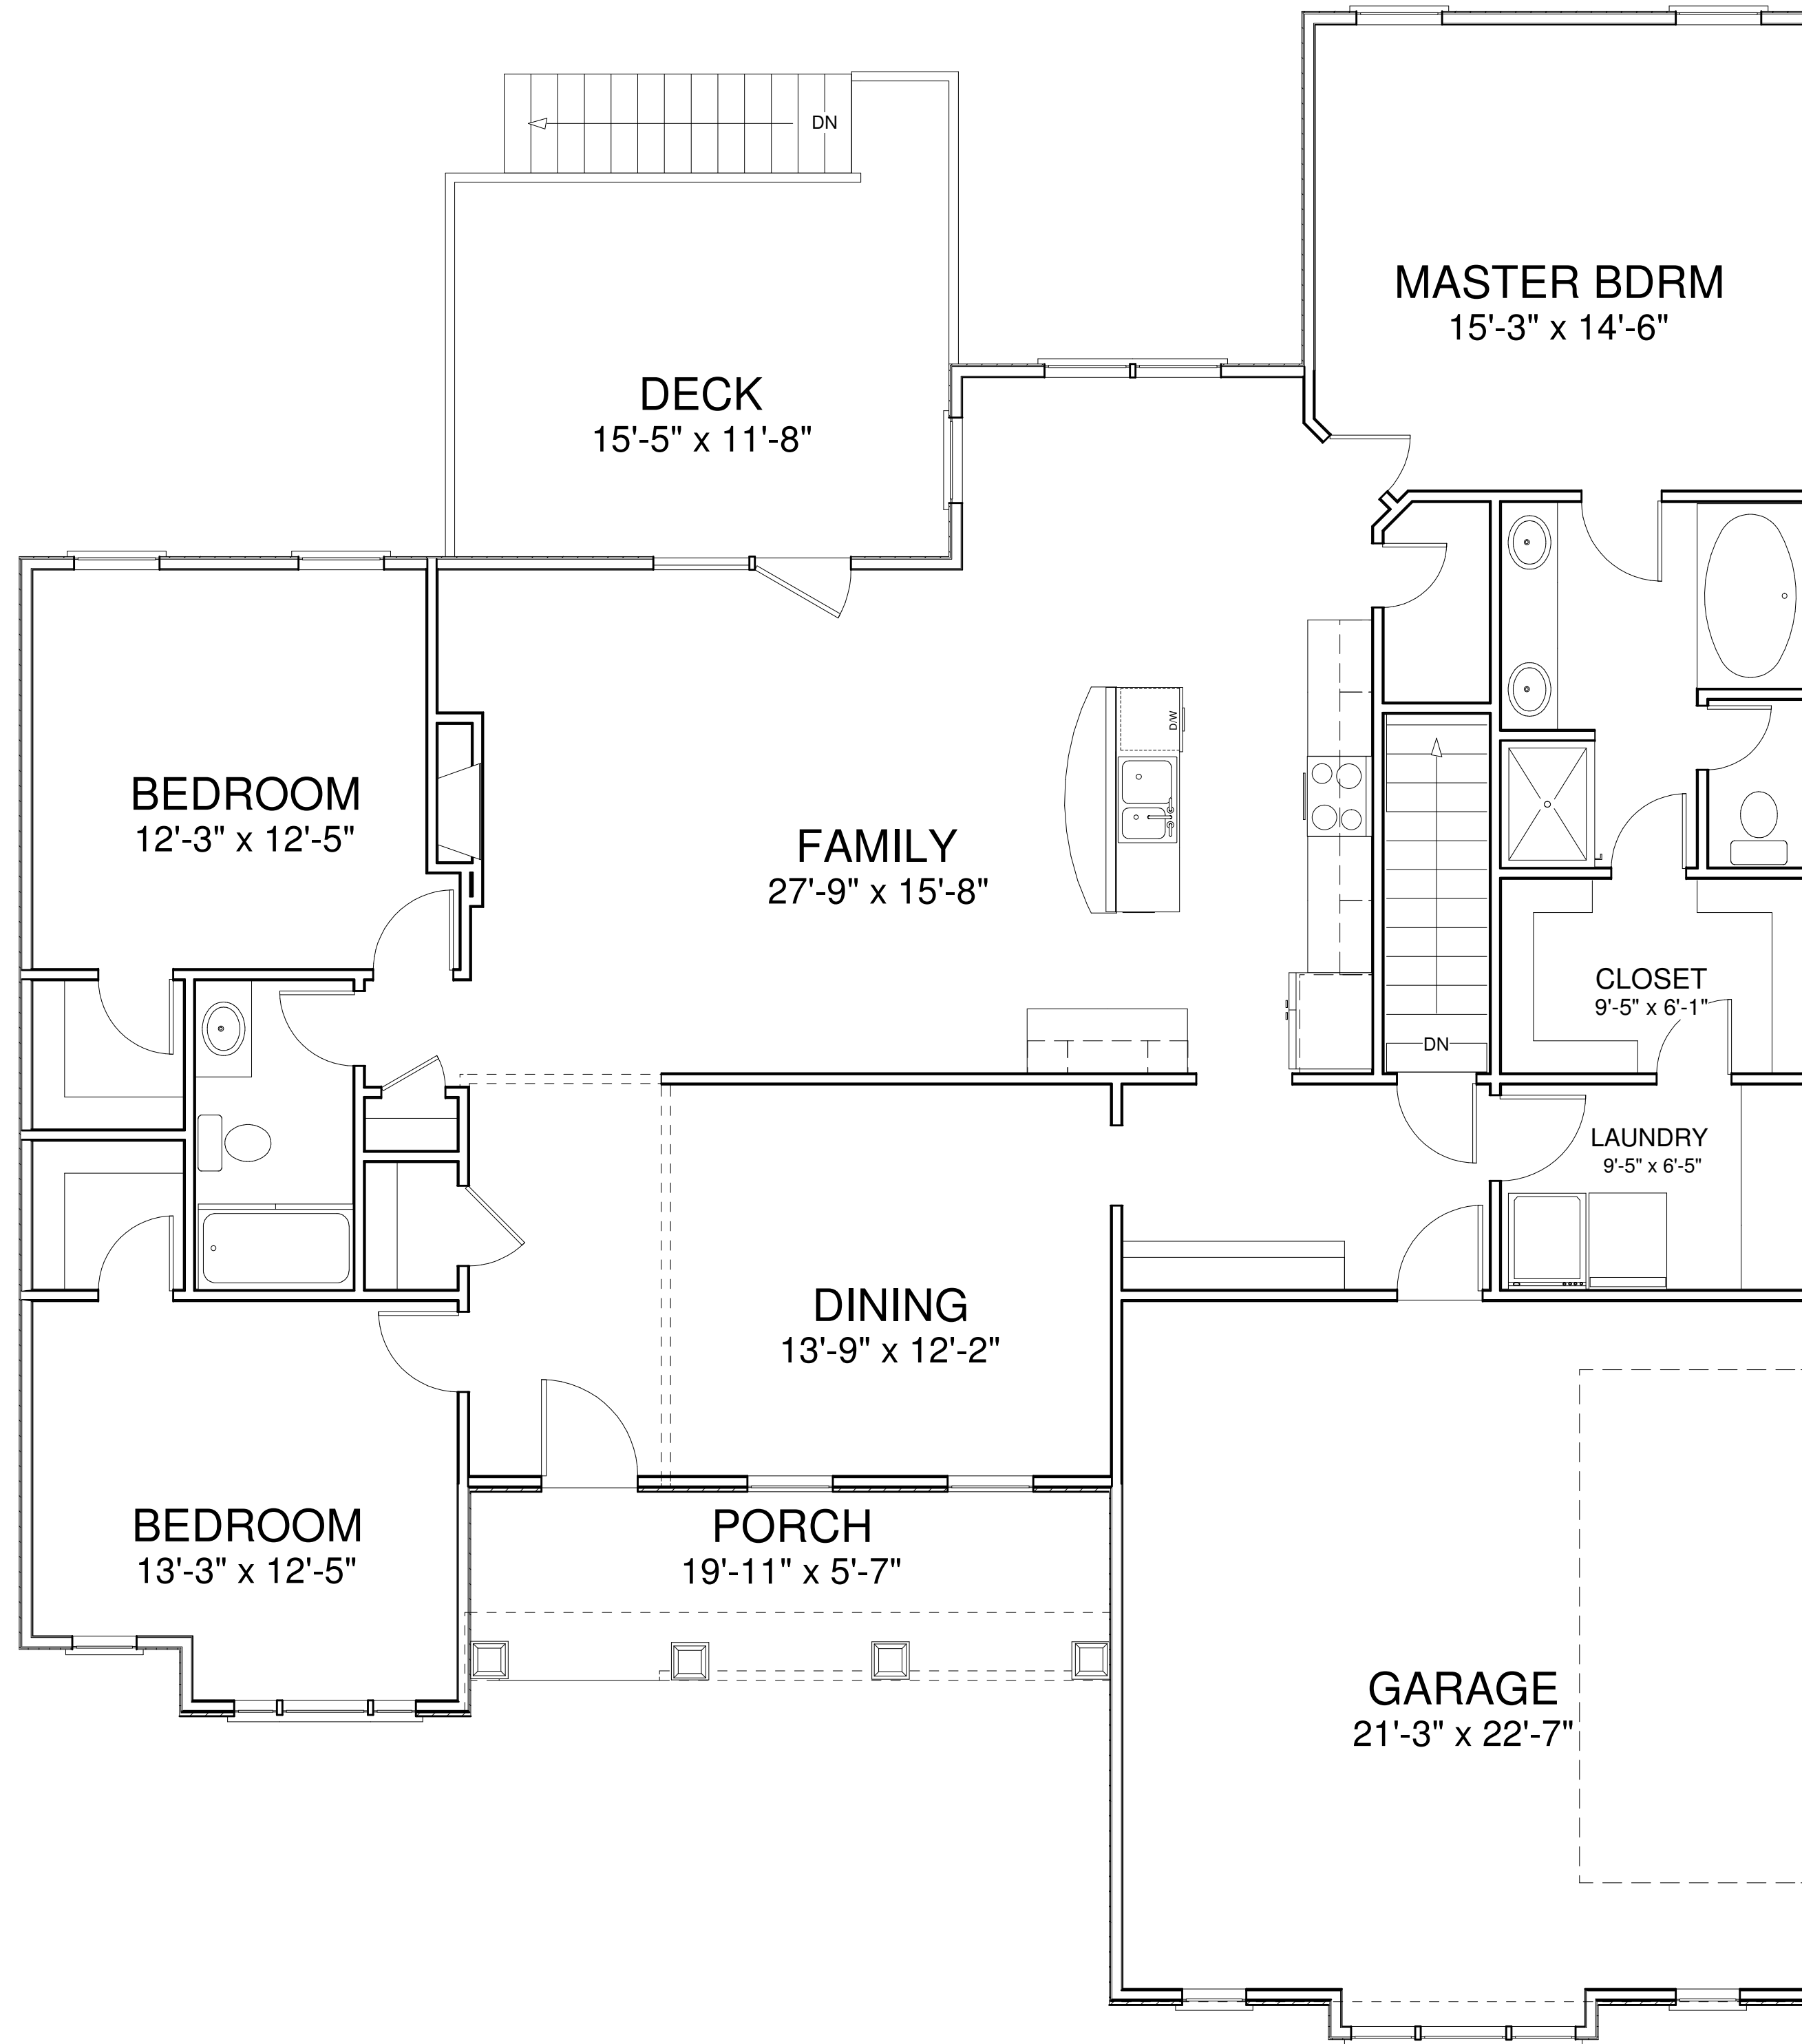 DN
MASTER BDRM
15'-3" x 14'-6"
DECK
15'-5" x 11'-8"
D/W
BEDROOM
12'-3" x 12'-5"
FAMILY
27'-9" x 15'-8"
CLOSET
9'-5" x 6'-1"
DN
LAUNDRY
9'-5" x 6'-5"
DINING
13'-9" x 12'-2"
BEDROOM
13'-3" x 12'-5"
PORCH
19'-11" x 5'-7"
GARAGE
21'-3" x 22'-7"